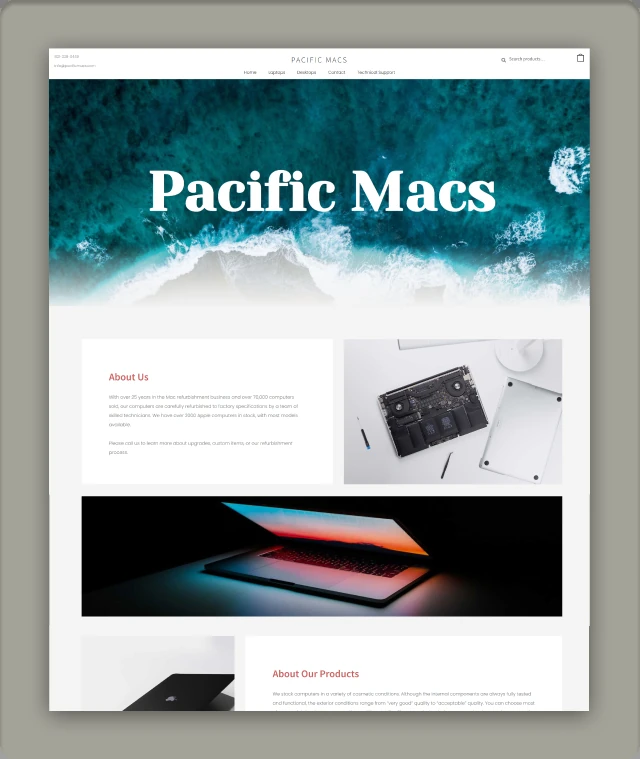 PACIFIC MACS
Search products...
Home Laptops Desktops Contact Technical Support
Pacific Macs
About Us
With over 25 years in the Mac refurbishment business and over 70,000 computers
sold, our computers are carefully refurbished to factory specifications by a team of
skilled technicians. We have over 2000 Apple computers in stock, with most models
available.
Please call us to learn more about upgrades, custom items, or our refurbishment
process.
About Our Products
We stock computers in a variety of cosmetic conditions. Although the internal components are always fully tested
and functional, the exterior conditions range from "very good" quality to "acceptable" quality. You can choose most